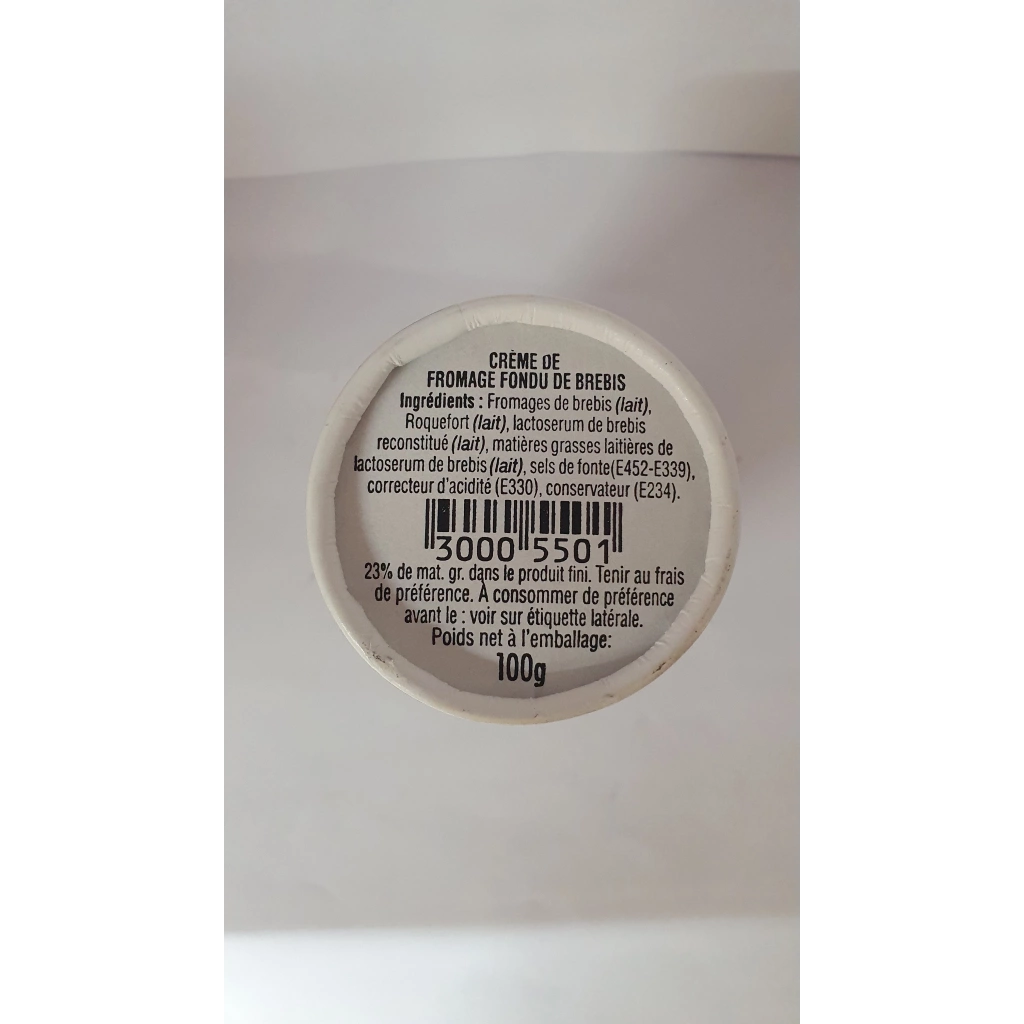 CRÈME DE
FROMAGE FONDU DE BREBIS
Ingrédients : Fromages de brebis (lait),
Roquefort (lait), lactoserum de brebis
reconstitué (lait), matières grasses laitières de
lactoserum de brebis (lait), sels de fonte(E452-E339),
correcteur d'acidité (E330), conservateur (E234).
3000 5501
23% de mat. gr. dans le produit fini. Tenir au frais
de préférence. À consommer de préférence
avant le : voir sur étiquette latérale.
Poids net à l'emballage:
100g